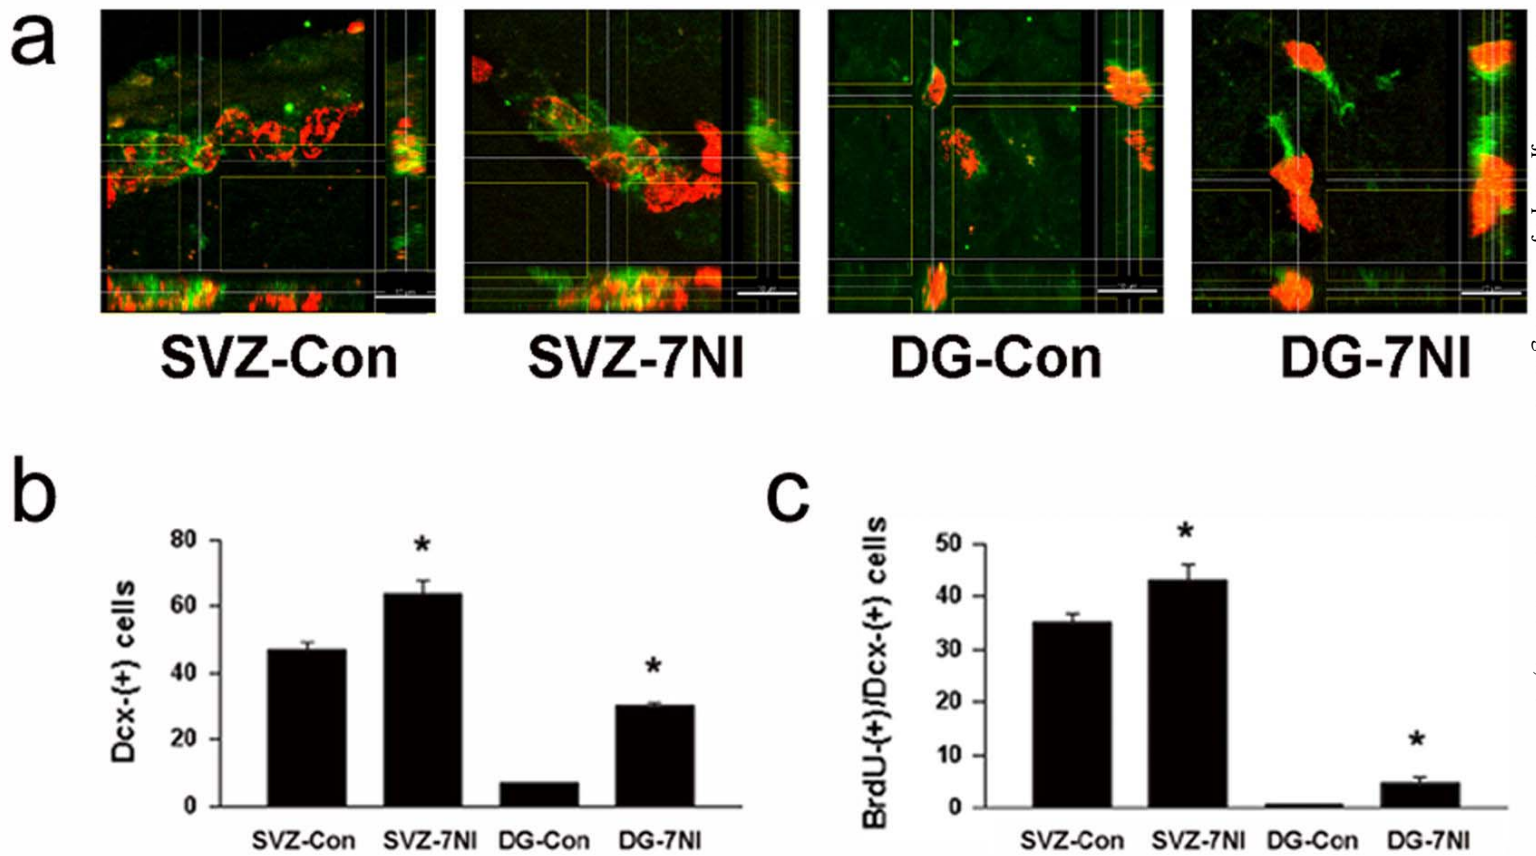 a
SVZ-Con
SVZ-7NI
DG-Con
DG-7NI
b
Dcx-(+) cells
80
60
40
20
0
*
*
SVZ-Con
SVZ-7NI
DG-Con
DG-7NI
c
BrdU-(+)/Dcx-(+) cells
50
40
30
20
10
0
*
*
SVZ-Con
SVZ-7NI
DG-Con
DG-7NI